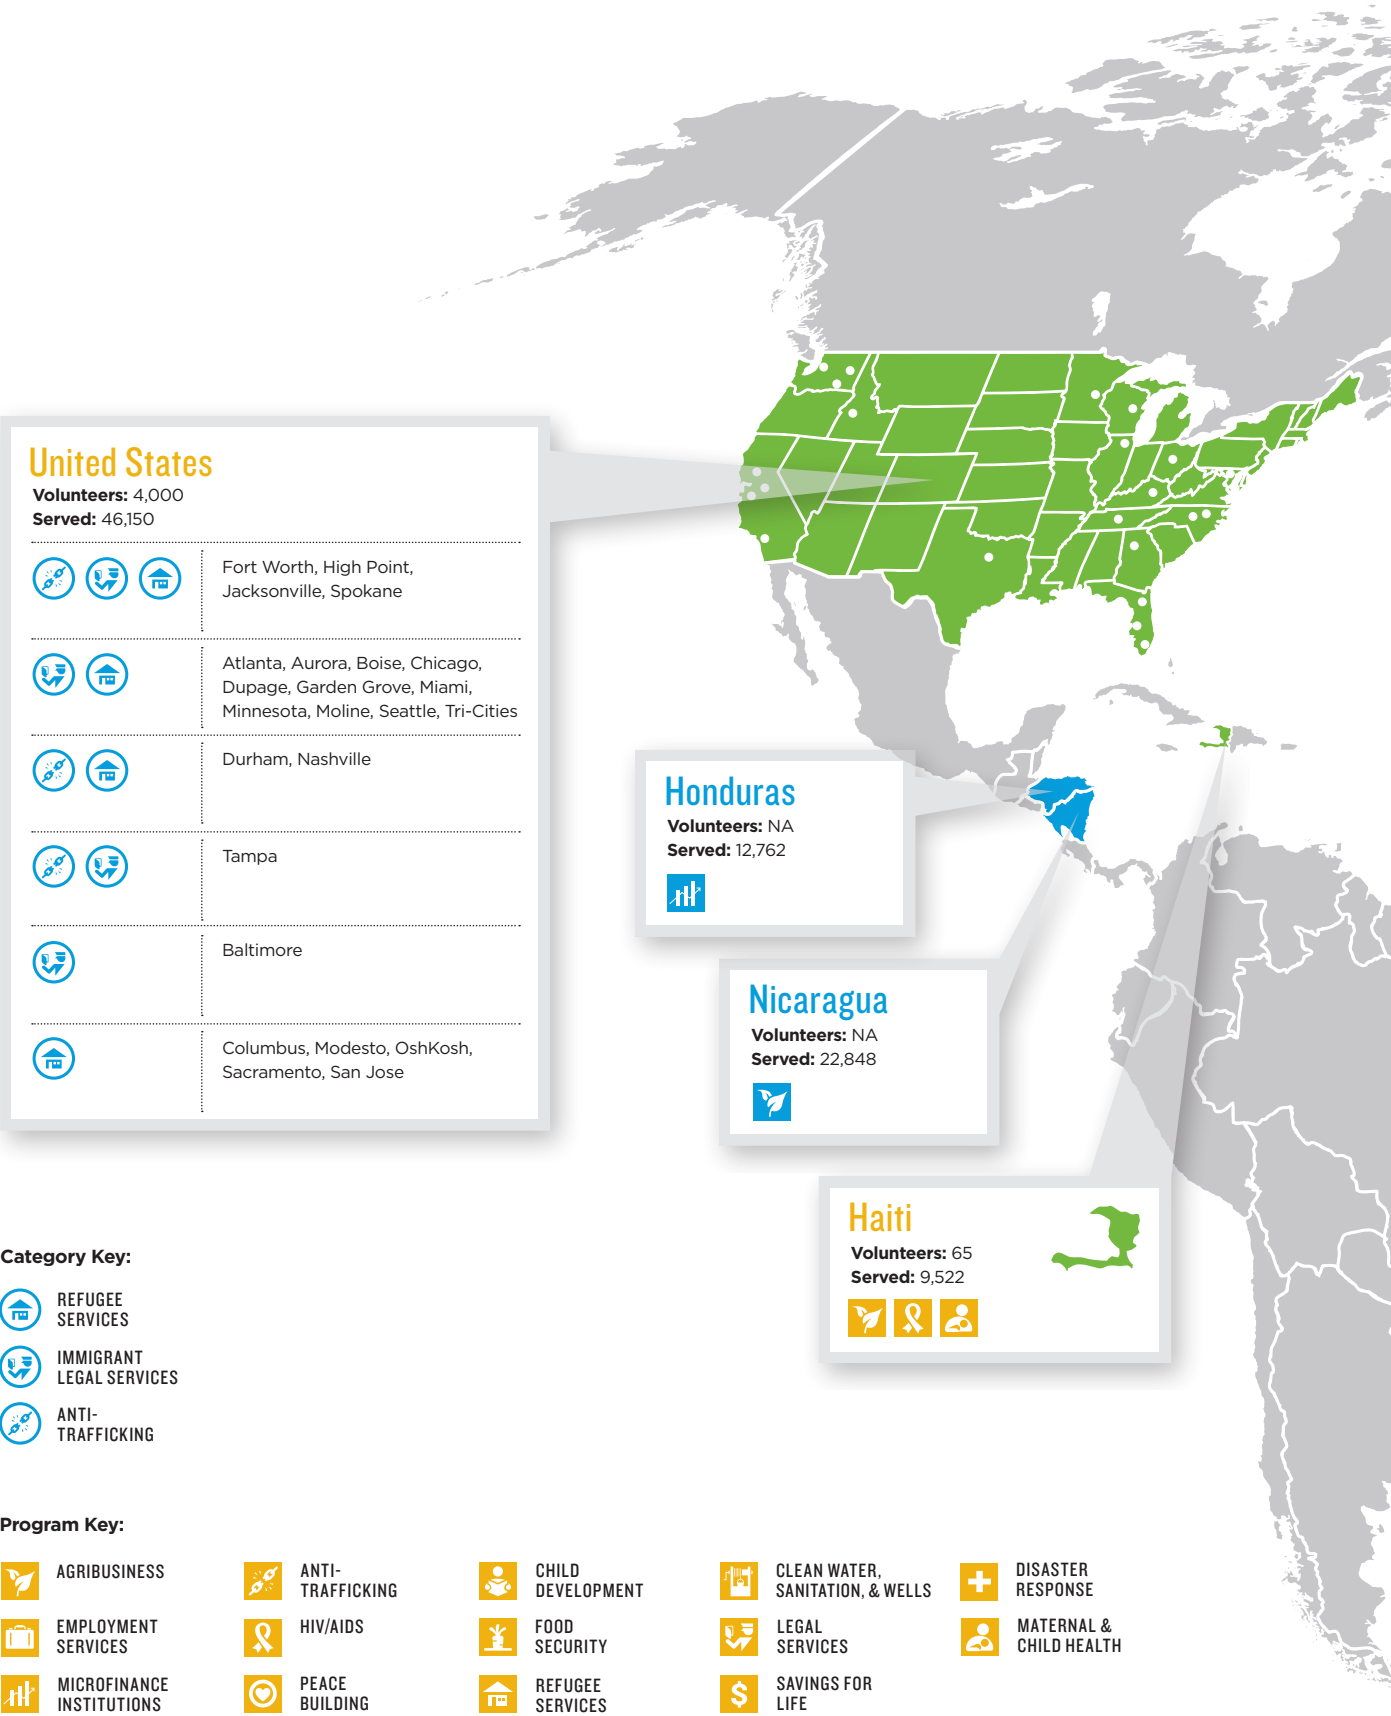 United States
Volunteers: 4,000
Served: 46,150
Fort Worth, High Point,
Jacksonville, Spokane
Atlanta, Aurora, Boise, Chicago,
Dupage, Garden Grove, Miami,
Minnesota, Moline, Seattle, Tri-Cities
Durham, Nashville
Tampa
Baltimore
Columbus, Modesto, OshKosh,
Sacramento, San Jose
Honduras
Volunteers: NA
Served: 12,762
Nicaragua
Volunteers: NA
Served: 22,848
Haiti
Volunteers: 65
Served: 9,522
Category Key:
REFUGEE
SERVICES
IMMIGRANT
LEGAL SERVICES
ANTI-
TRAFFICKING
Program Key:
AGRIBUSINESS
EMPLOYMENT
SERVICES
MICROFINANCE
INSTITUTIONS
ANTI-
TRAFFICKING
HIV/AIDS
PEACE
BUILDING
CHILD
DEVELOPMENT
FOOD
SECURITY
REFUGEE
SERVICES
CLEAN WATER,
SANITATION, & WELLS
LEGAL
SERVICES
$
SAVINGS FOR
LIFE
DISASTER
RESPONSE
MATERNAL &
CHILD HEALTH